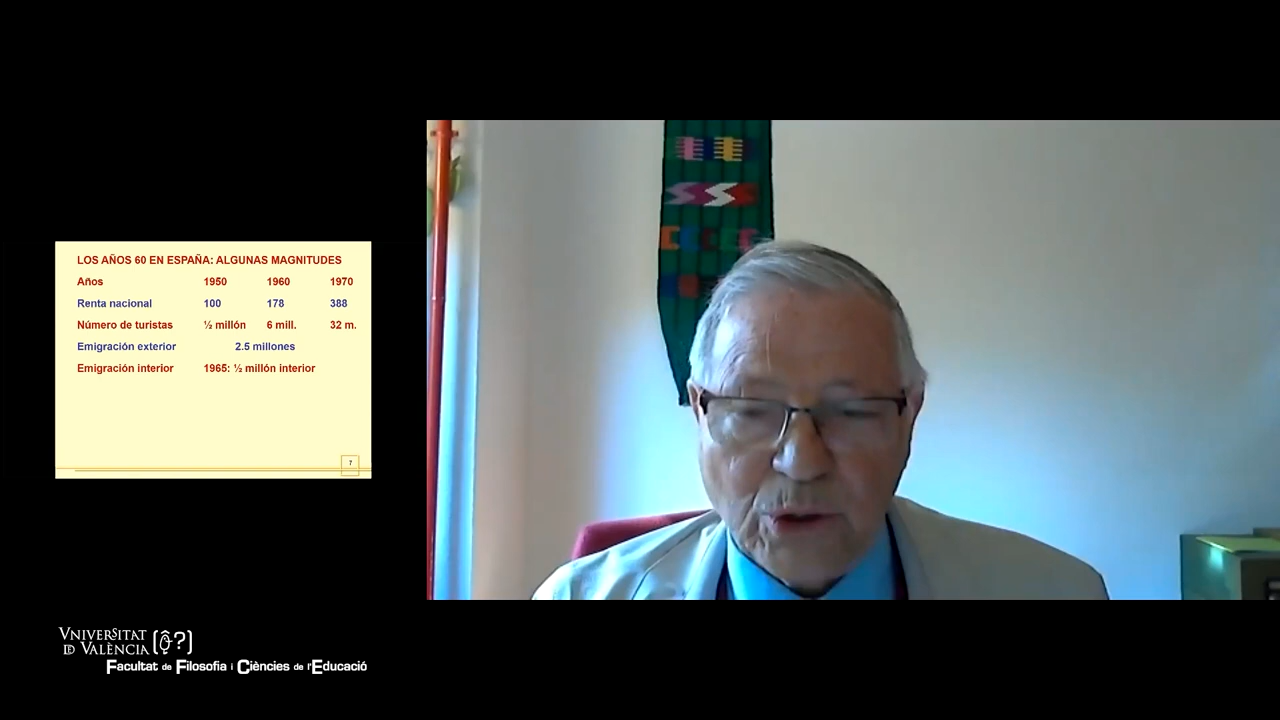 LOS AÑOS 60 EN ESPAÑA: ALGUNAS MAGNITUDES
Años 1950 1960 1970
Renta nacional 100 178 388
Número de turistas ½ millón 6 mill. 32 m.
Emigración exterior 2.5 millones
Emigración interior 1965: ½ millón interior
7
VNIVERSITAT
ID VALÈNCIA
Facultat de Filosofia i Ciències de l'Educació